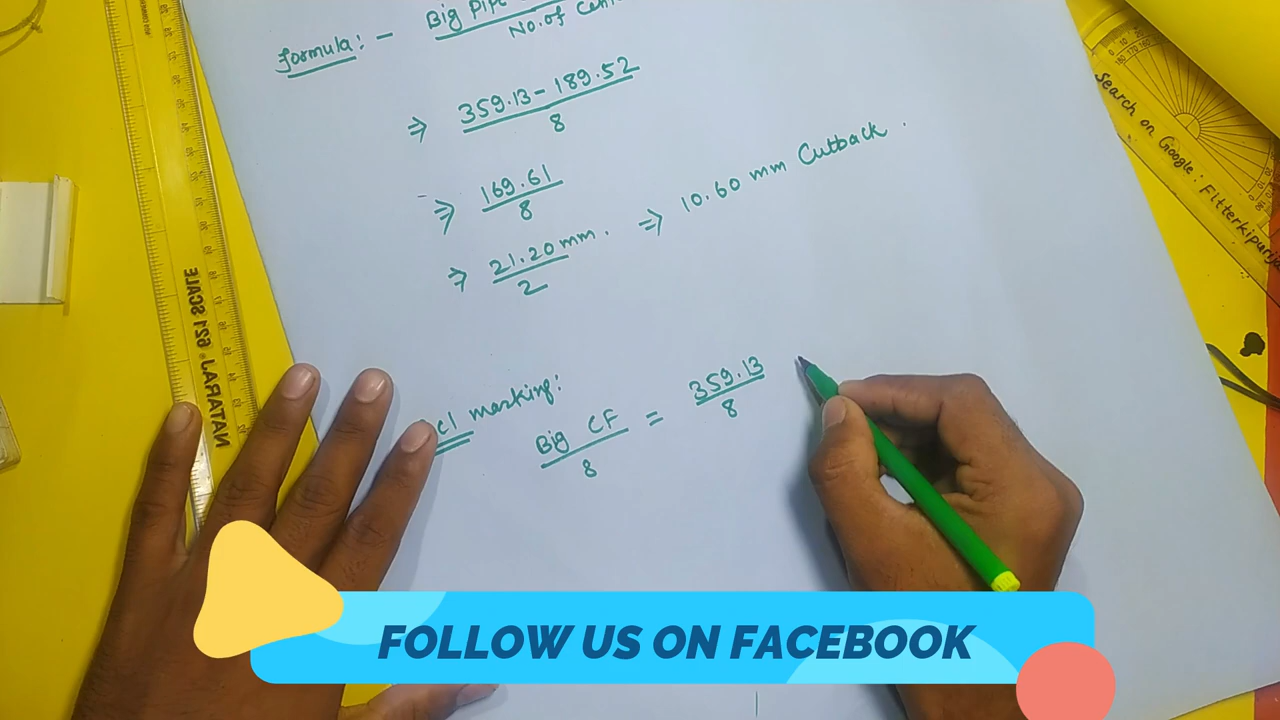 Big Pipe
Formula: - No. of
⇒ 359.13 - 189.52
8
⇒ 169.61
8
⇒ 21.20 mm. ⇒ 10.60 mm Cutback.
2
marking:
Big CF = 359.13
8 8
Search on Google: Fitterkipurija
NATARAJ 621 SCALE
FOLLOW US ON FACEBOOK